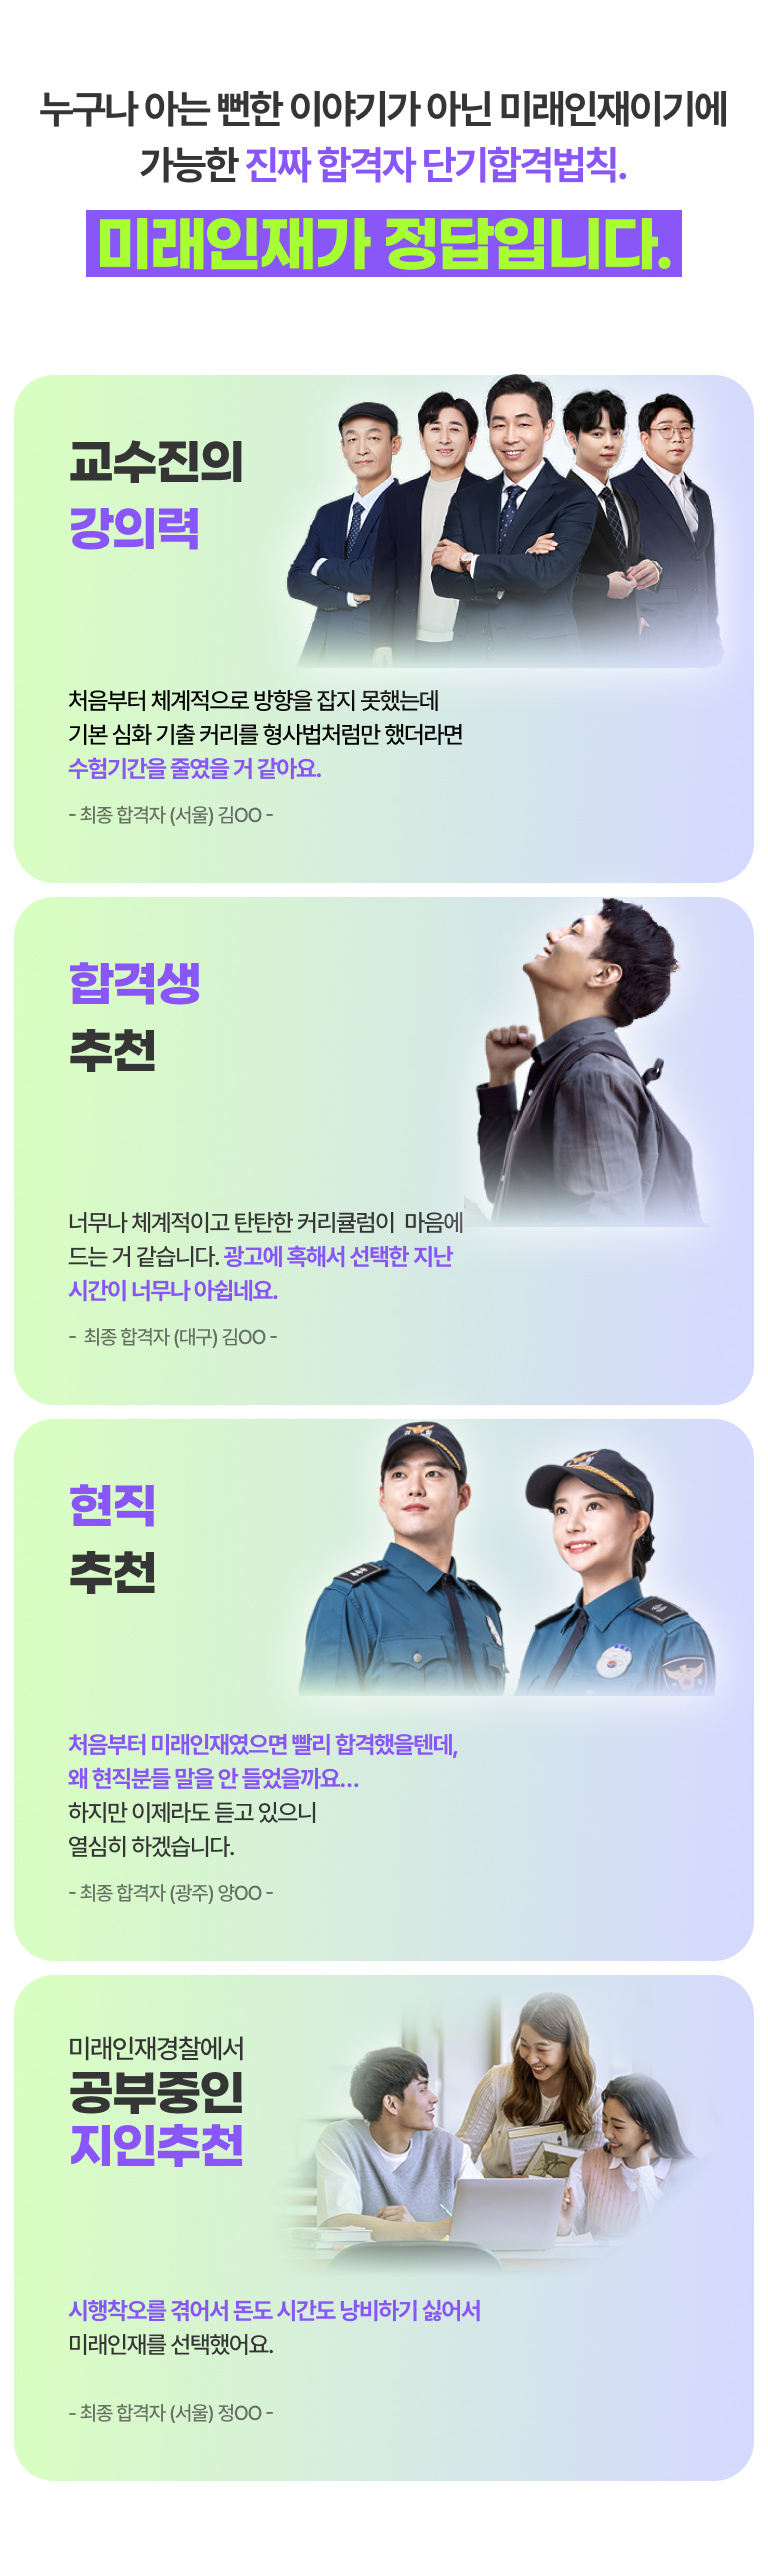 누구나 아는 뻔한 이야기가 아닌 미래인재이기에
가능한 진짜 합격자 단기합격법칙.
미래인재가 정답입니다.
교수진의
강의력
처음부터 체계적으로 방향을 잡지 못했는데
기본 심화 기출 커리를 형사법처럼만 했더라면
수험기간을 줄였을 거 같아요.
- 최종 합격자 (서울) 김OO -
합격생
추천
너무나 체계적이고 탄탄한 커리큘럼이 마음에
드는 거 같습니다. 광고에 혹해서 선택한 지난
시간이 너무나 아쉽네요.
- 최종 합격자 (대구) 김OO -
현직
추천
처음부터 미래인재였으면 빨리 합격했을텐데,
왜 현직분들 말을 안 들었을까요...
하지만 이제라도 듣고 있으니
열심히 하겠습니다.
- 최종 합격자 (광주) 양OO -
미래인재경찰에서
공부중인
지인추천
시행착오를 겪어서 돈도 시간도 낭비하기 싫어서
미래인재를 선택했어요.
- 최종 합격자 (서울) 정OO -